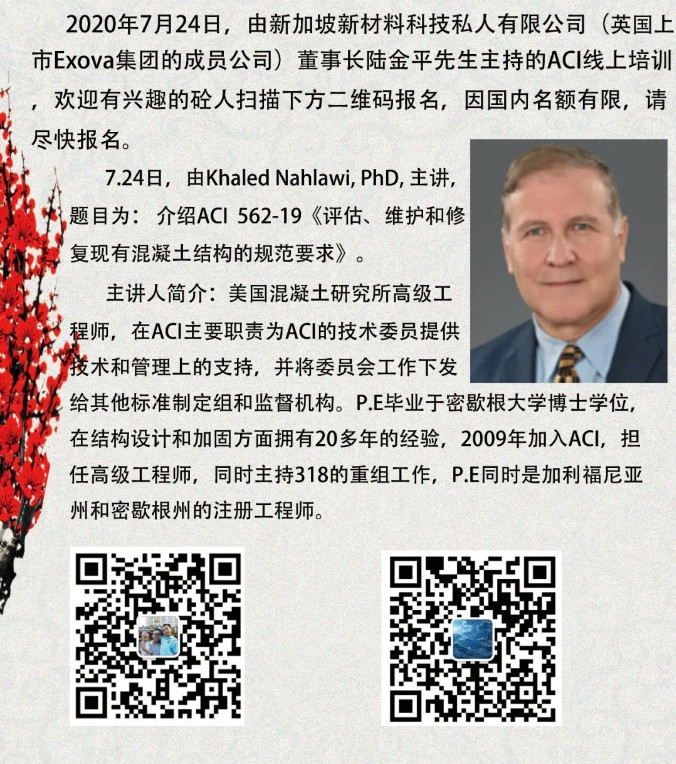 2020年7月24日，由新加坡新材料科技私人有限公司（英国上
市Exova集团的成员公司）董事长陆金平先生主持的ACI线上培训
，欢迎有兴趣的砼人扫描下方二维码报名，因国内名额有限，请
尽快报名。
7.24日，由Khaled Nahlawi, PhD, 主讲，
题目为： 介绍ACI 562-19《评估、维护和修
复现有混凝土结构的规范要求》。
主讲人简介：美国混凝土研究所高级工
程师，在ACI主要职责为ACI的技术委员提供
技术和管理上的支持，并将委员会工作下发
给其他标准制定组和监督机构。P.E毕业于密歇根大学博士学位，
在结构设计和加固方面拥有20多年的经验，2009年加入ACI，担
任高级工程师，同时主持318的重组工作，P.E同时是加利福尼亚
州和密歇根州的注册工程师。